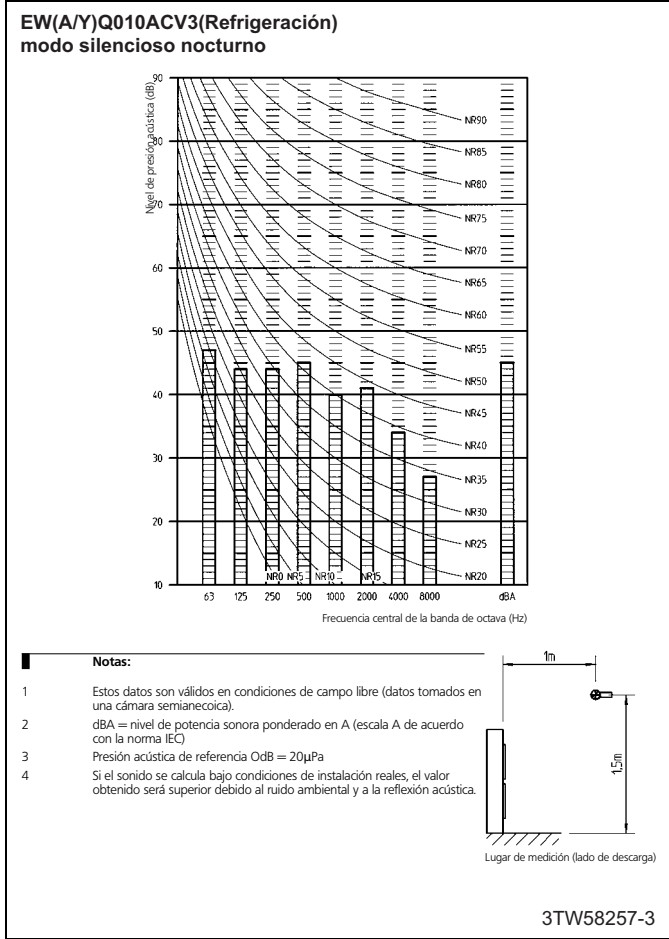 EW(A/Y)Q010ACV3(Refrigeración)
modo silencioso nocturno
Nivel de presión acústica (dB)
90
80
70
60
50
40
30
20
10
NR90
NR85
NR80
NR75
NR70
NR65
NR60
NR55
NR50
NR45
NR40
NR35
NR30
NR25
NR20
NR0 NR5 NR10 NR15
63 125 250 500 1000 2000 4000 8000 dBA
Frecuencia central de la banda de octava (Hz)
Notas:
1 Estos datos son válidos en condiciones de campo libre (datos tomados en
una cámara semianecoica).
2 dBA = nivel de potencia sonora ponderado en A (escala A de acuerdo
con la norma IEC)
3 Presión acústica de referencia OdB = 20µPa
4 Si el sonido se calcula bajo condiciones de instalación reales, el valor
obtenido será superior debido al ruido ambiental y a la reflexión acústica.
1m
1,5m
Lugar de medición (lado de descarga)
3TW58257-3